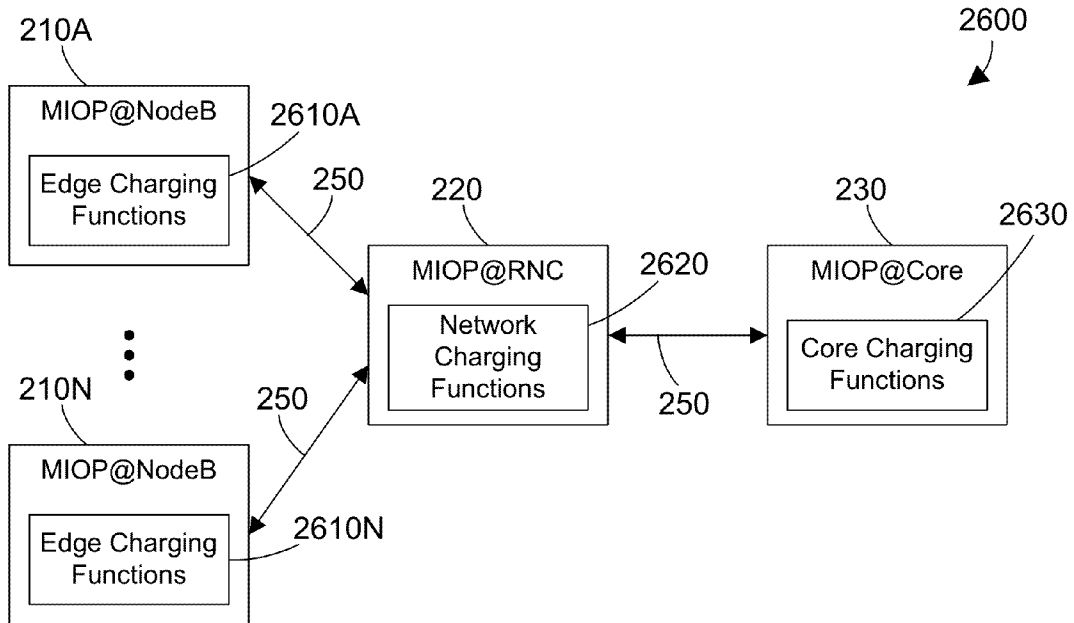 210A
2600
MIOP@NodeB
2610A
Edge Charging
Functions
250
220
230
2630
MIOP@RNC
2620
MIOP@Core
Network
Charging
Functions
Core Charging
Functions
250
210N
250
MIOP@NodeB
Edge Charging
Functions
2610N